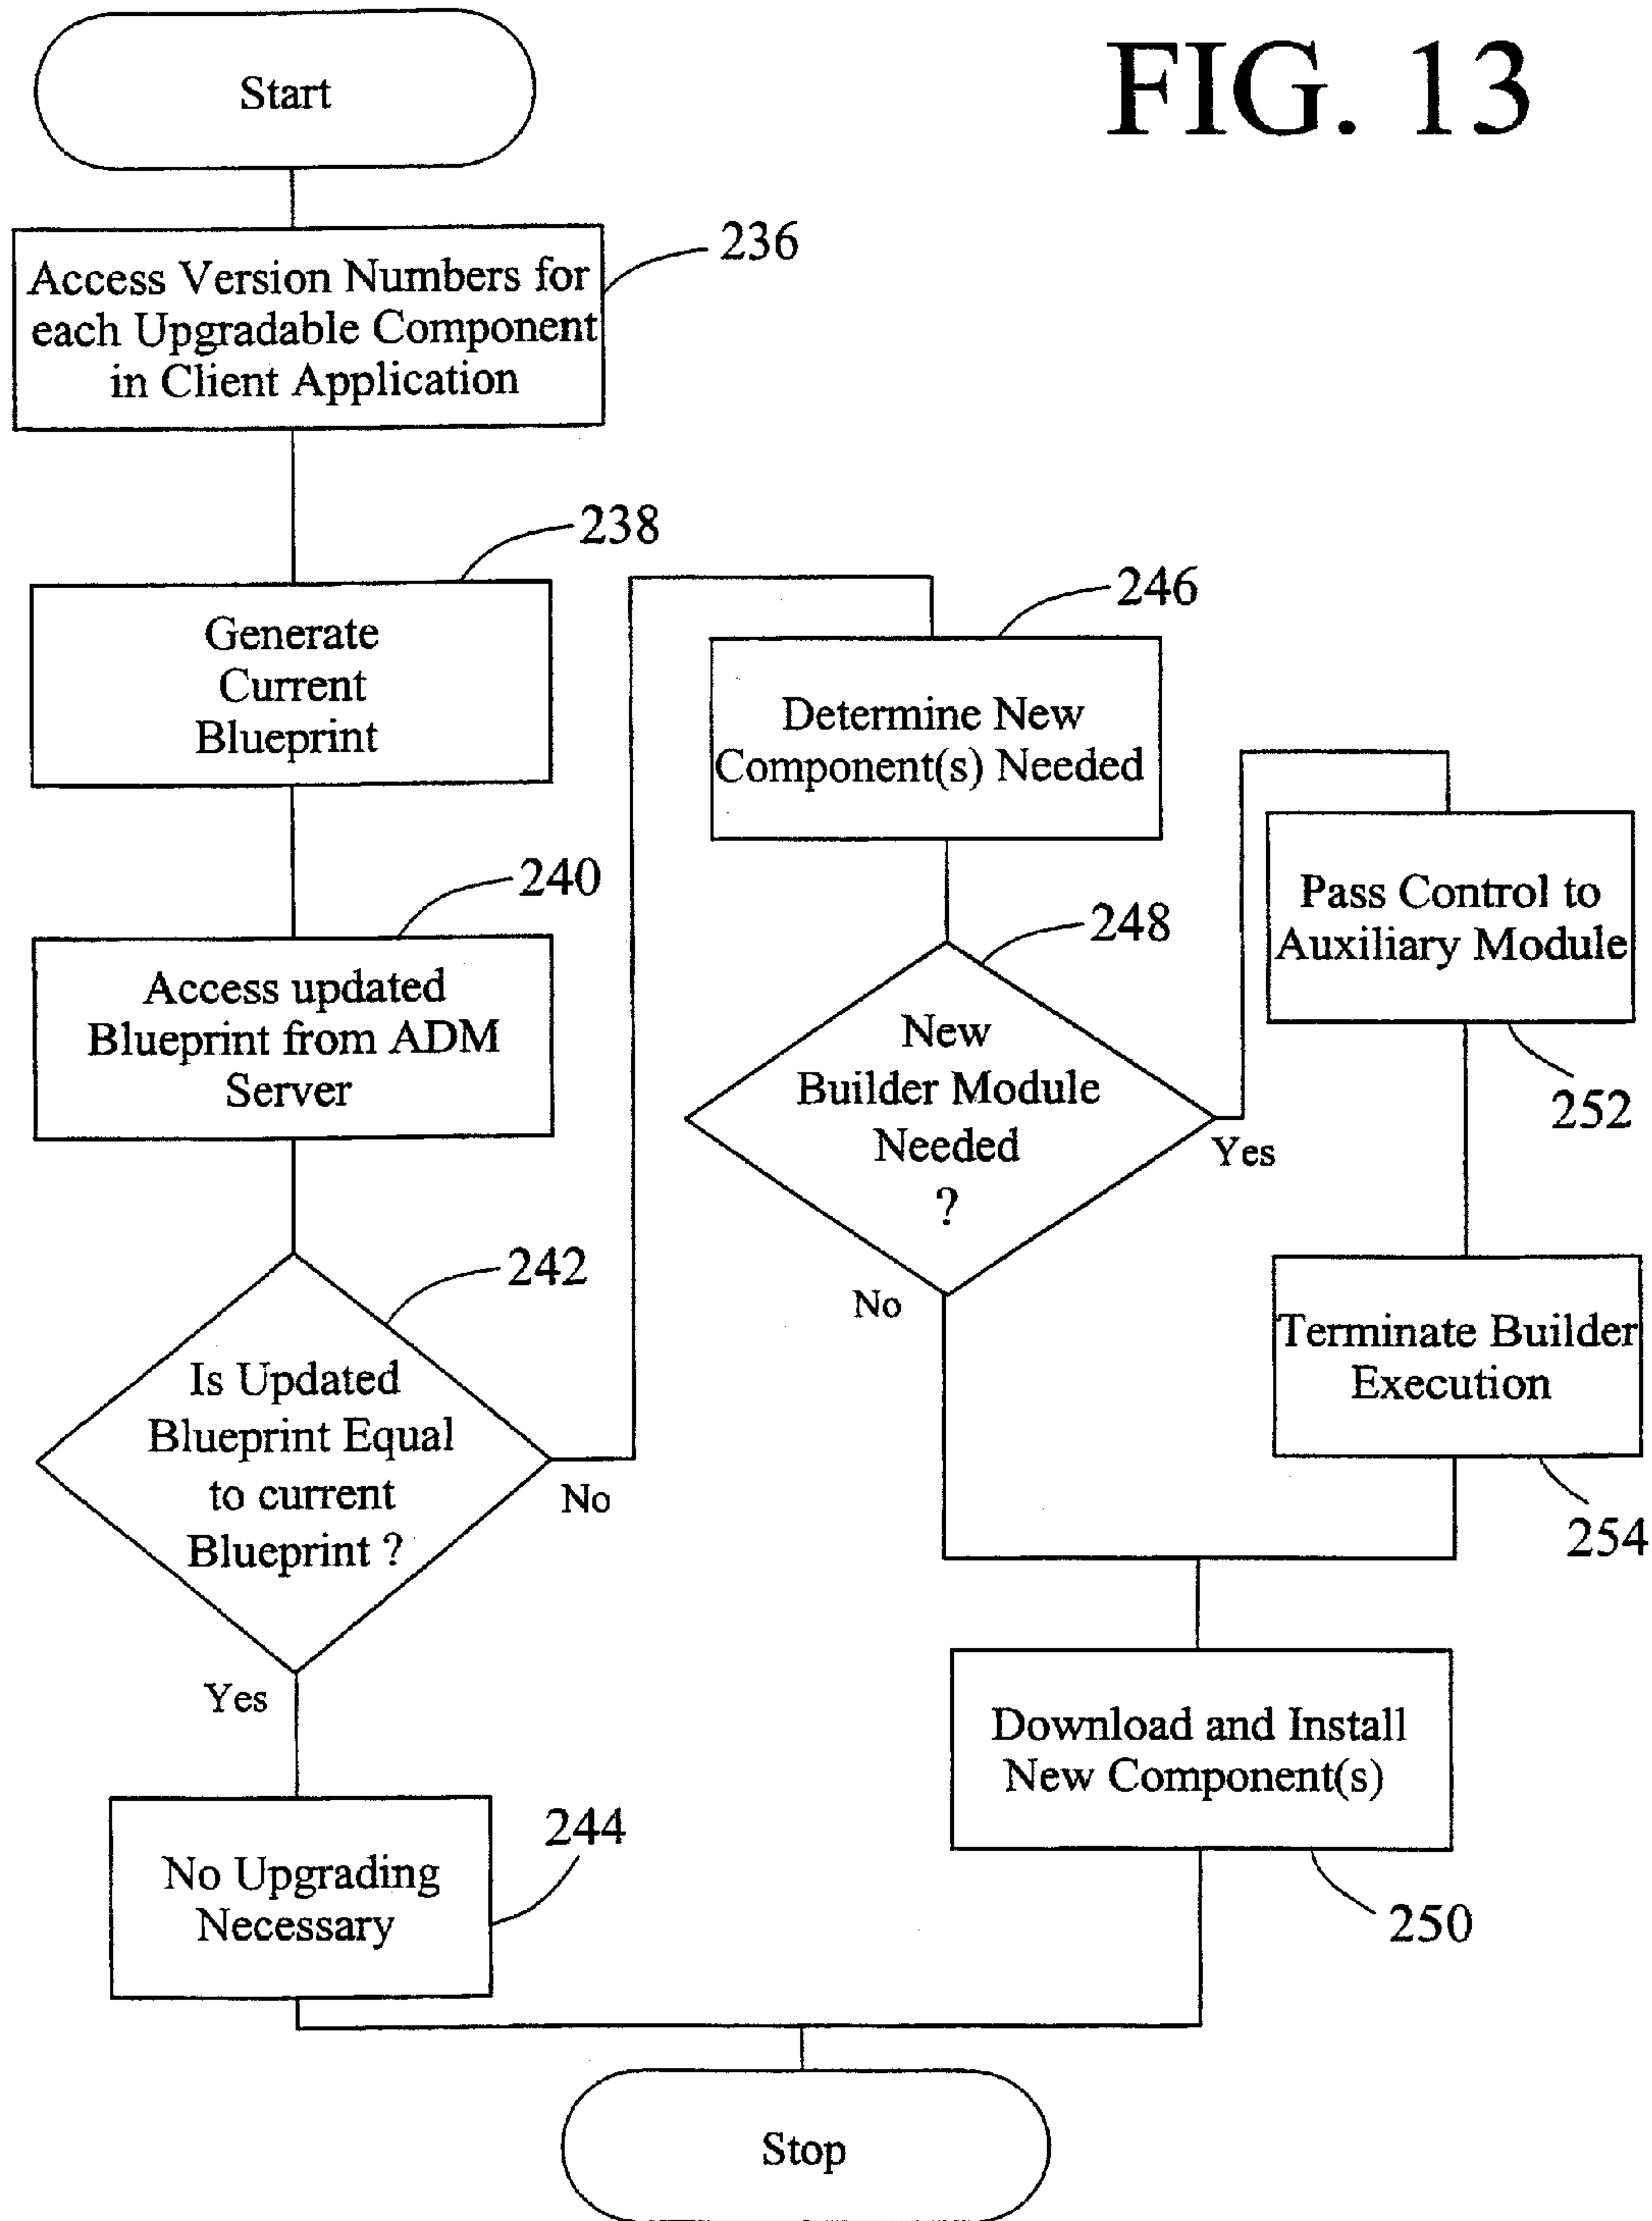 FIG. 13
Start
236
Access Version Numbers for
each Upgradable Component
in Client Application
238
Generate
Current
Blueprint
240
Access updated
Blueprint from ADM
Server
242
Is Updated
Blueprint Equal
to current
Blueprint ?
No
Yes
244
No Upgrading
Necessary
246
Determine New
Component(s) Needed
248
New
Builder Module
Needed
?
Yes
No
Pass Control to
Auxiliary Module
252
Terminate Builder
Execution
254
Download and Install
New Component(s)
250
Stop